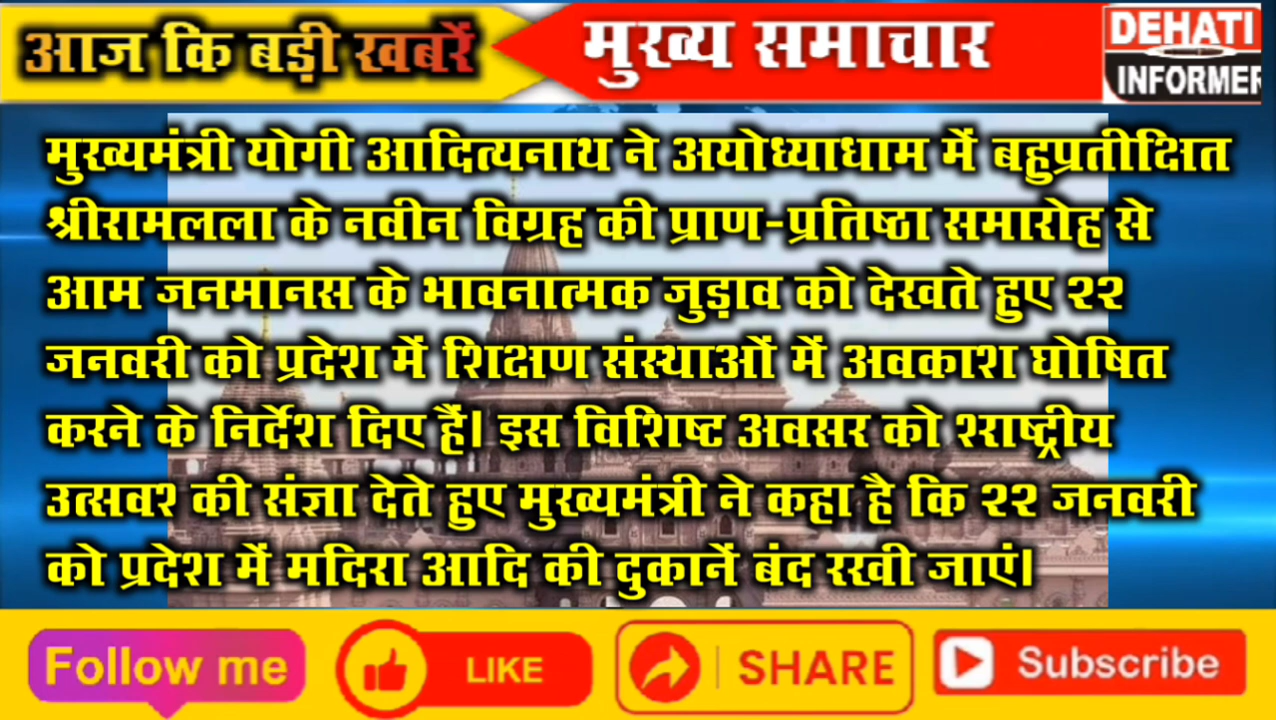 आज कि बड़ी खबरें
मुख्य समाचार
DEHATI
INFORMER
मुख्यमंत्री योगी आदित्यनाथ ने अयोध्याधाम में बहुप्रतीक्षित
श्रीरामलला के नवीन विग्रह की प्राण-प्रतिष्ठा समारोह से
आम जनमानस के भावनात्मक जुड़ाव को देखते हुए २२
जनवरी को प्रदेश में शिक्षण संस्थाओं में अवकाश घोषित
करने के निर्देश दिए हैं। इस विशिष्ट अवसर को श्राष्ट्रीय
उत्सव१ की संज्ञा देते हुए मुख्यमंत्री ने कहा है कि २२ जनवरी
को प्रदेश में मदिरा आदि की दुकानें बंद रखी जाएं।
Follow me
LIKE
SHARE
Subscribe